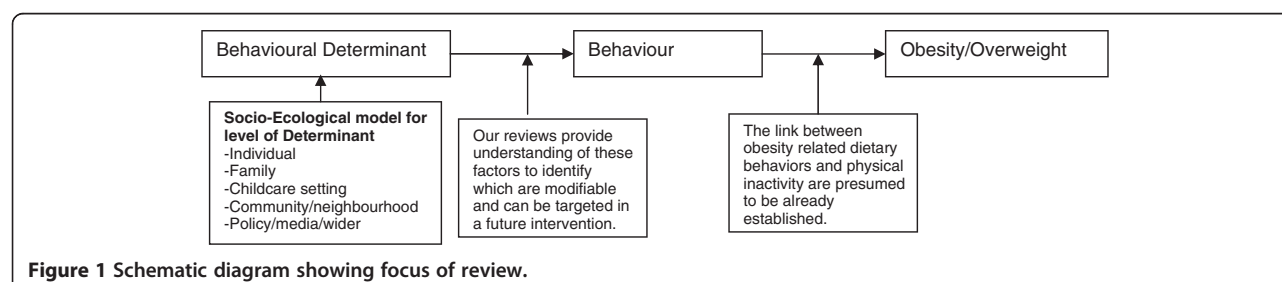 Behavioural Determinant
Behaviour
Obesity/Overweight
Socio-Ecological model for
level of Determinant
-Individual
-Family
-Childcare setting
-Community/neighbourhood
-Policy/media/wider
Our reviews provide
understanding of these
factors to identify
which are modifiable
and can be targeted in
a future intervention.
The link between
obesity related dietary
behaviors and physical
inactivity are presumed
to be already
established.
Figure 1 Schematic diagram showing focus of review.